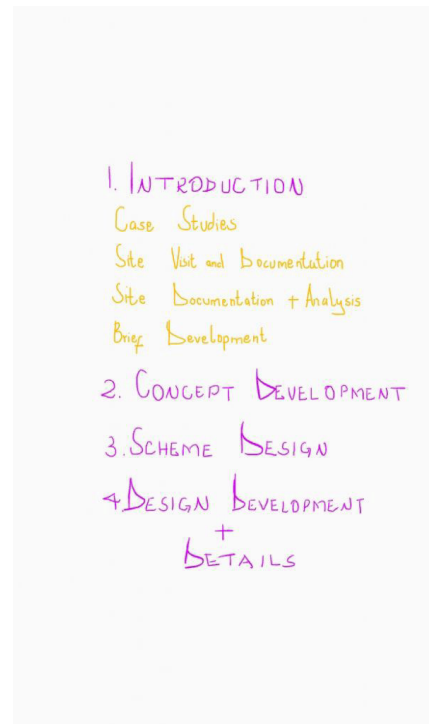 1. INTRODUCTION
Case Studies
Site Visit and Documentation
Site Documentation + Analysis
Brief Development
2. CONCEPT DEVELOPMENT
3. SCHEME DESIGN
4 DESIGN DEVELOPMENT
+
DETAILS